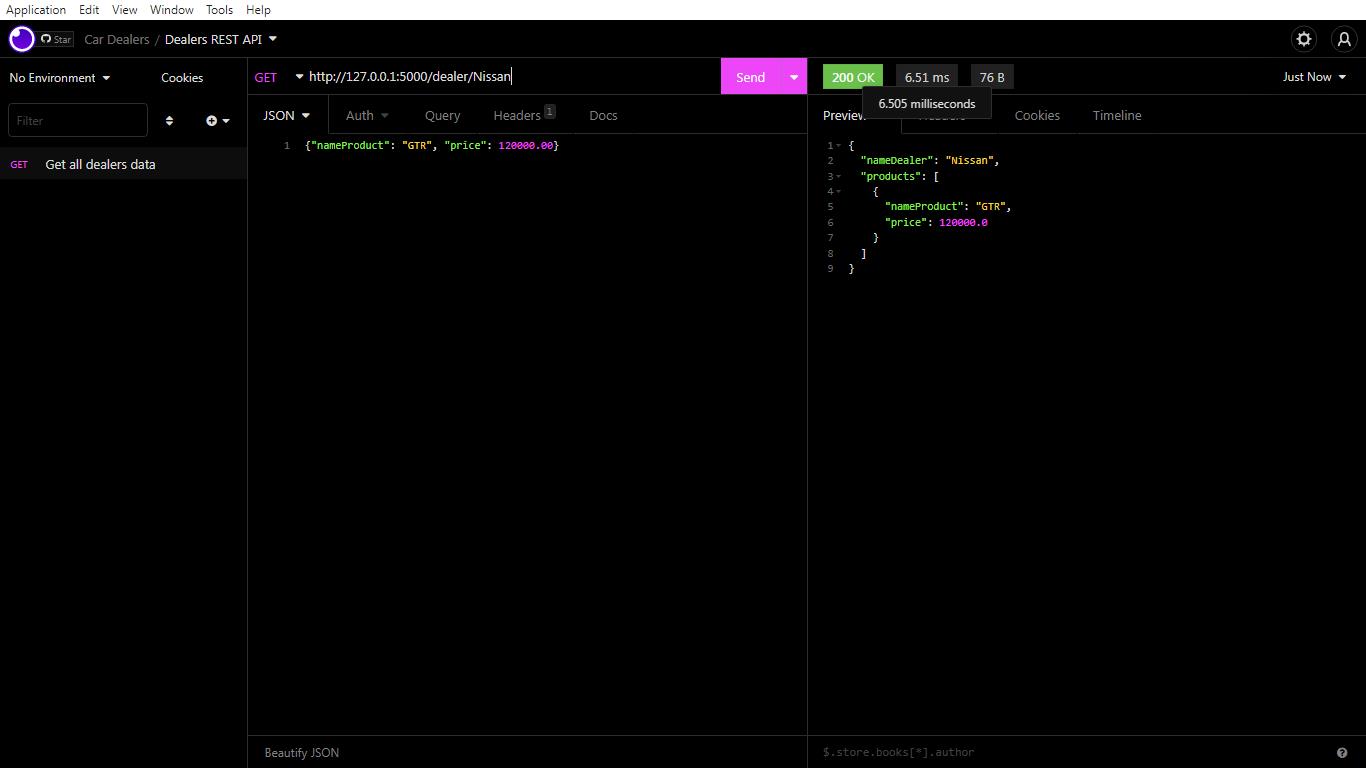 Application Edit View Window Tools Help
Star Car Dealers / Dealers REST API
No Environment Cookies
GET http://127.0.0.1:5000/dealer/Nissan Send
200 OK 6.51 ms 76 B Just Now
6.505 milliseconds
Filter
JSON Auth Query Headers 1 Docs
Preview Headers Cookies Timeline
GET Get all dealers data
1 {"nameProduct": "GTR", "price": 120000.00}
1 {
2 "nameDealer": "Nissan",
3 "products": [
4 {
5 "nameProduct": "GTR",
6 "price": 120000.0
7 }
8 ]
9 }
Beautify JSON
$.store.books[*].author